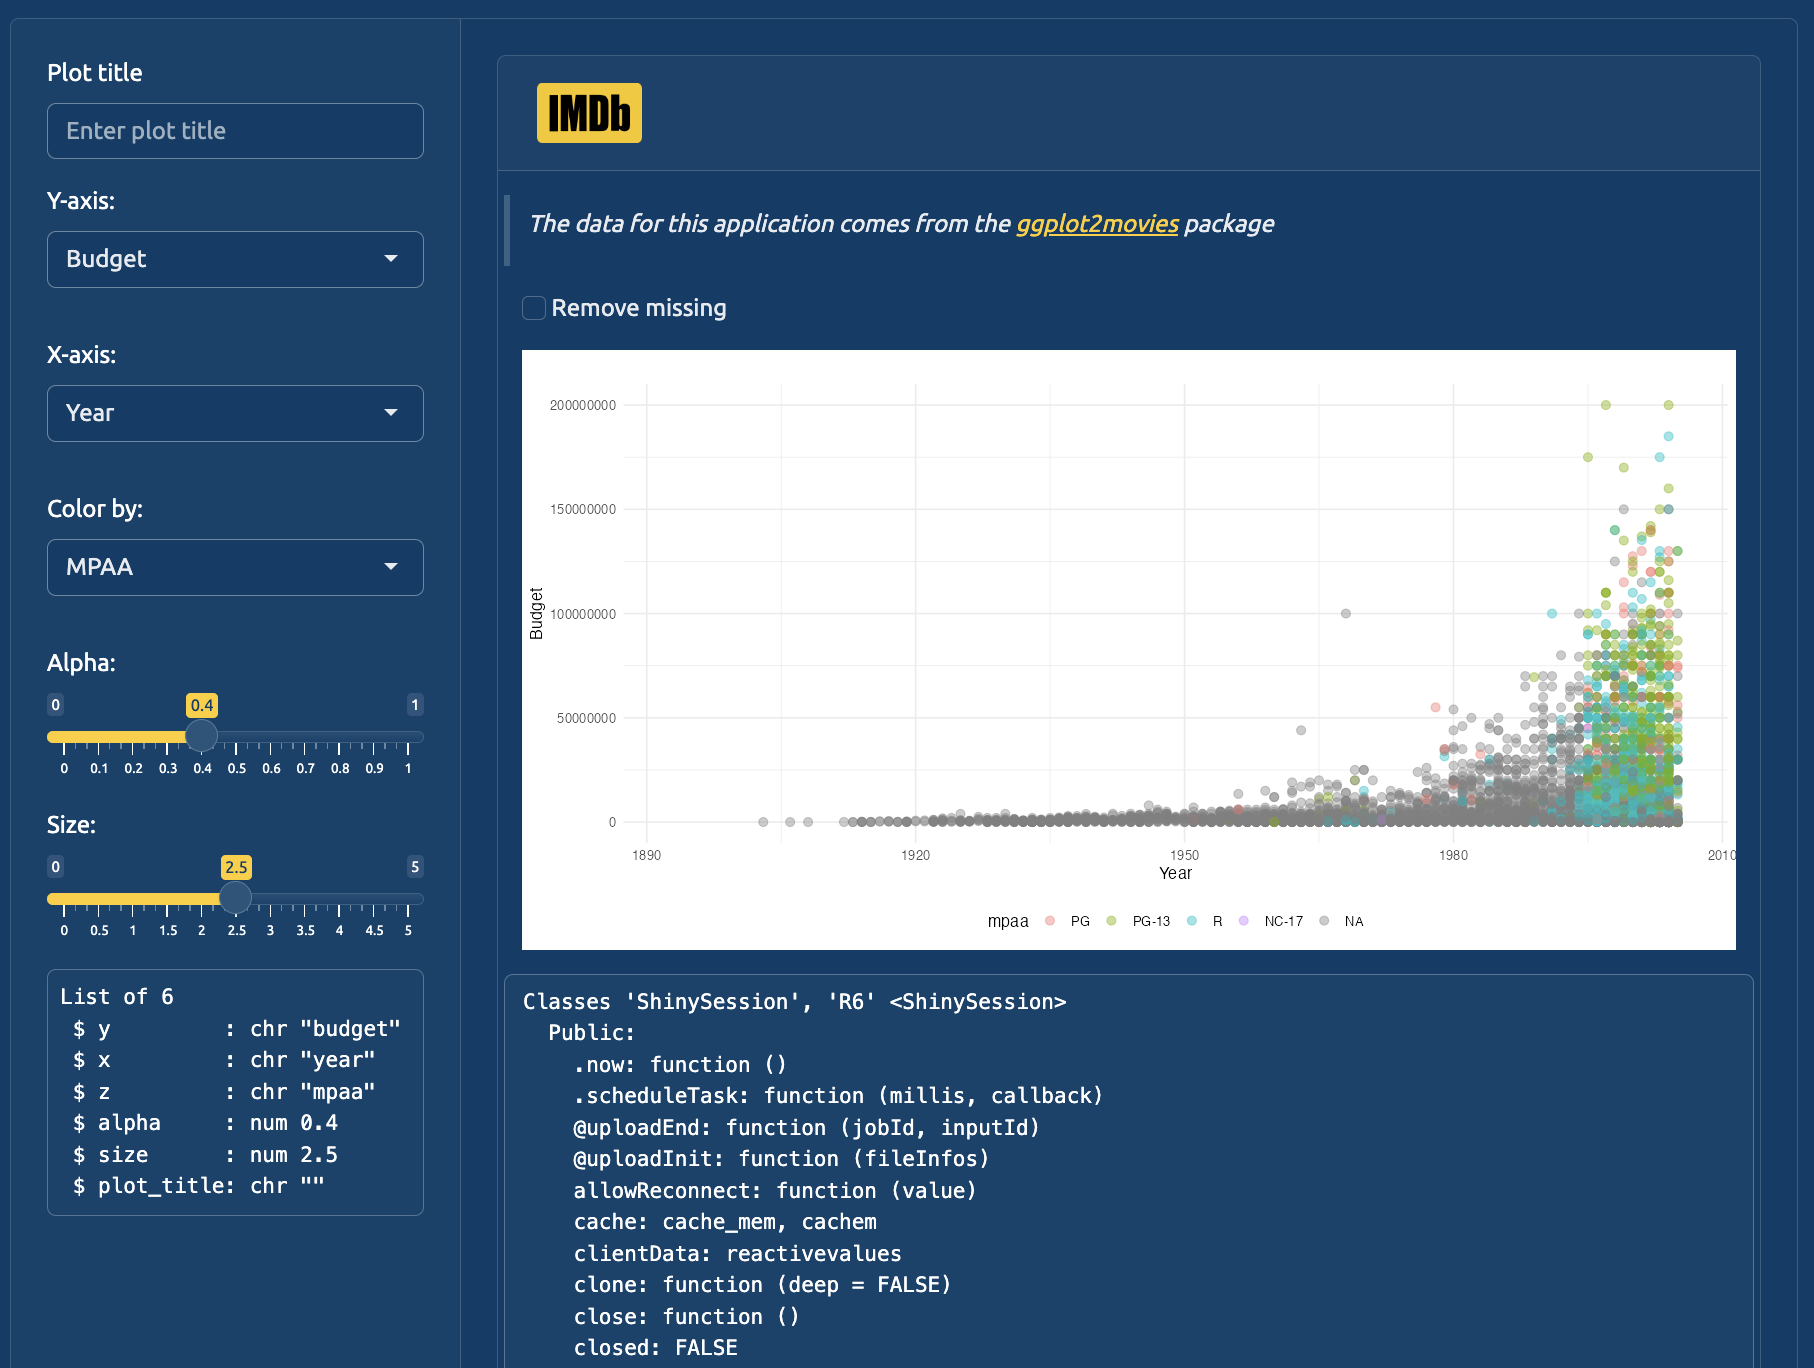 Plot title
Enter plot title
Y-axis:
Budget
X-axis:
Year
Color by:
MPAA
Alpha:
0 0.4 1
0 0.1 0.2 0.3 0.4 0.5 0.6 0.7 0.8 0.9 1
Size:
0 2.5 5
0 0.5 1 1.5 2 2.5 3 3.5 4 4.5 5
List of 6
$ y : chr "budget"
$ x : chr "year"
$ z : chr "mpaa"
$ alpha : num 0.4
$ size : num 2.5
$ plot_title: chr ""
IMDb
The data for this application comes from the ggplot2movies package
Remove missing
200000000
150000000
100000000
50000000
0
Budget
1890 1920 1950 1980 2010
Year
mpaa PG PG-13 R NC-17 NA
Classes 'ShinySession', 'R6' <ShinySession>
Public:
.now: function ()
.scheduleTask: function (millis, callback)
@uploadEnd: function (jobId, inputId)
@uploadInit: function (fileInfos)
allowReconnect: function (value)
cache: cache_mem, cachem
clientData: reactivevalues
clone: function (deep = FALSE)
close: function ()
closed: FALSE